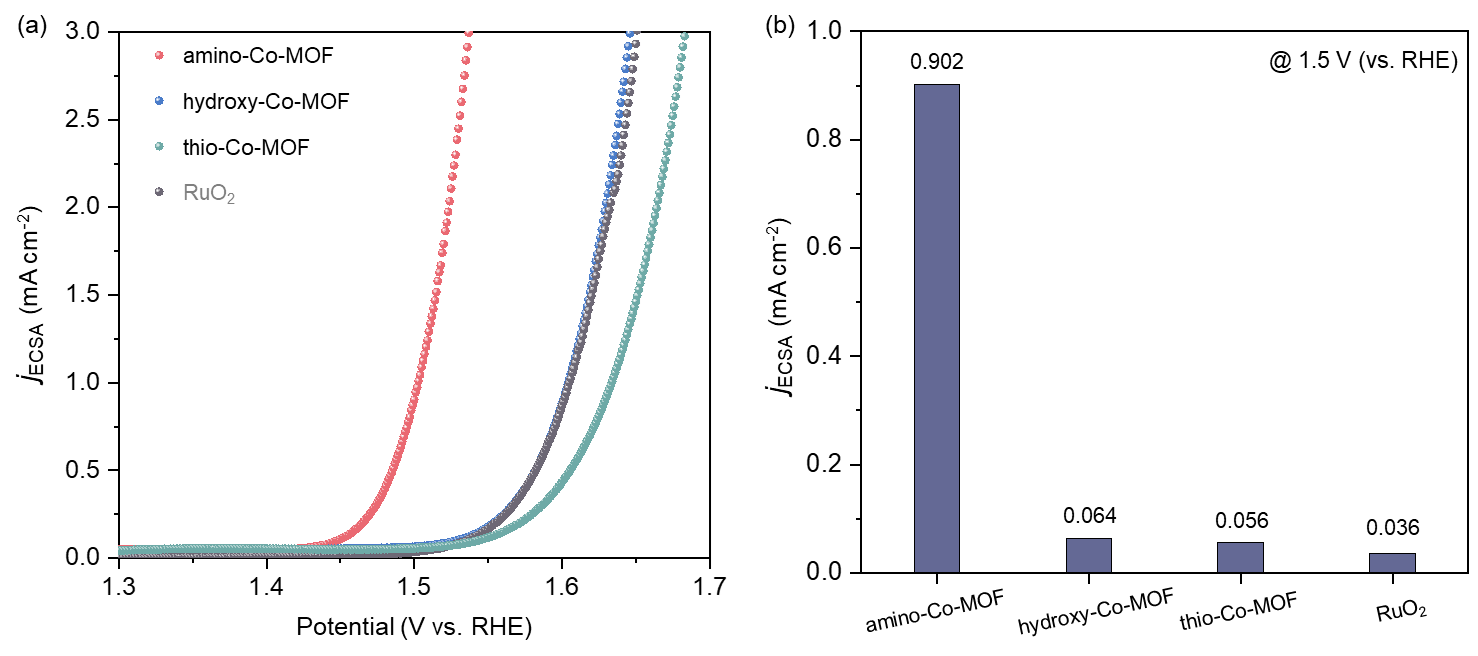 (a)
3.0
2.5
2.0
1.5
1.0
0.5
0.0
j_ECSA (mA cm⁻²)
amino-Co-MOF
hydroxy-Co-MOF
thio-Co-MOF
RuO₂
1.3 1.4 1.5 1.6 1.7
Potential (V vs. RHE)
(b)
1.0
0.8
0.6
0.4
0.2
0.0
j_ECSA (mA cm⁻²)
@ 1.5 V (vs. RHE)
0.902
0.064
0.056
0.036
amino-Co-MOF
hydroxy-Co-MOF
thio-Co-MOF
RuO₂